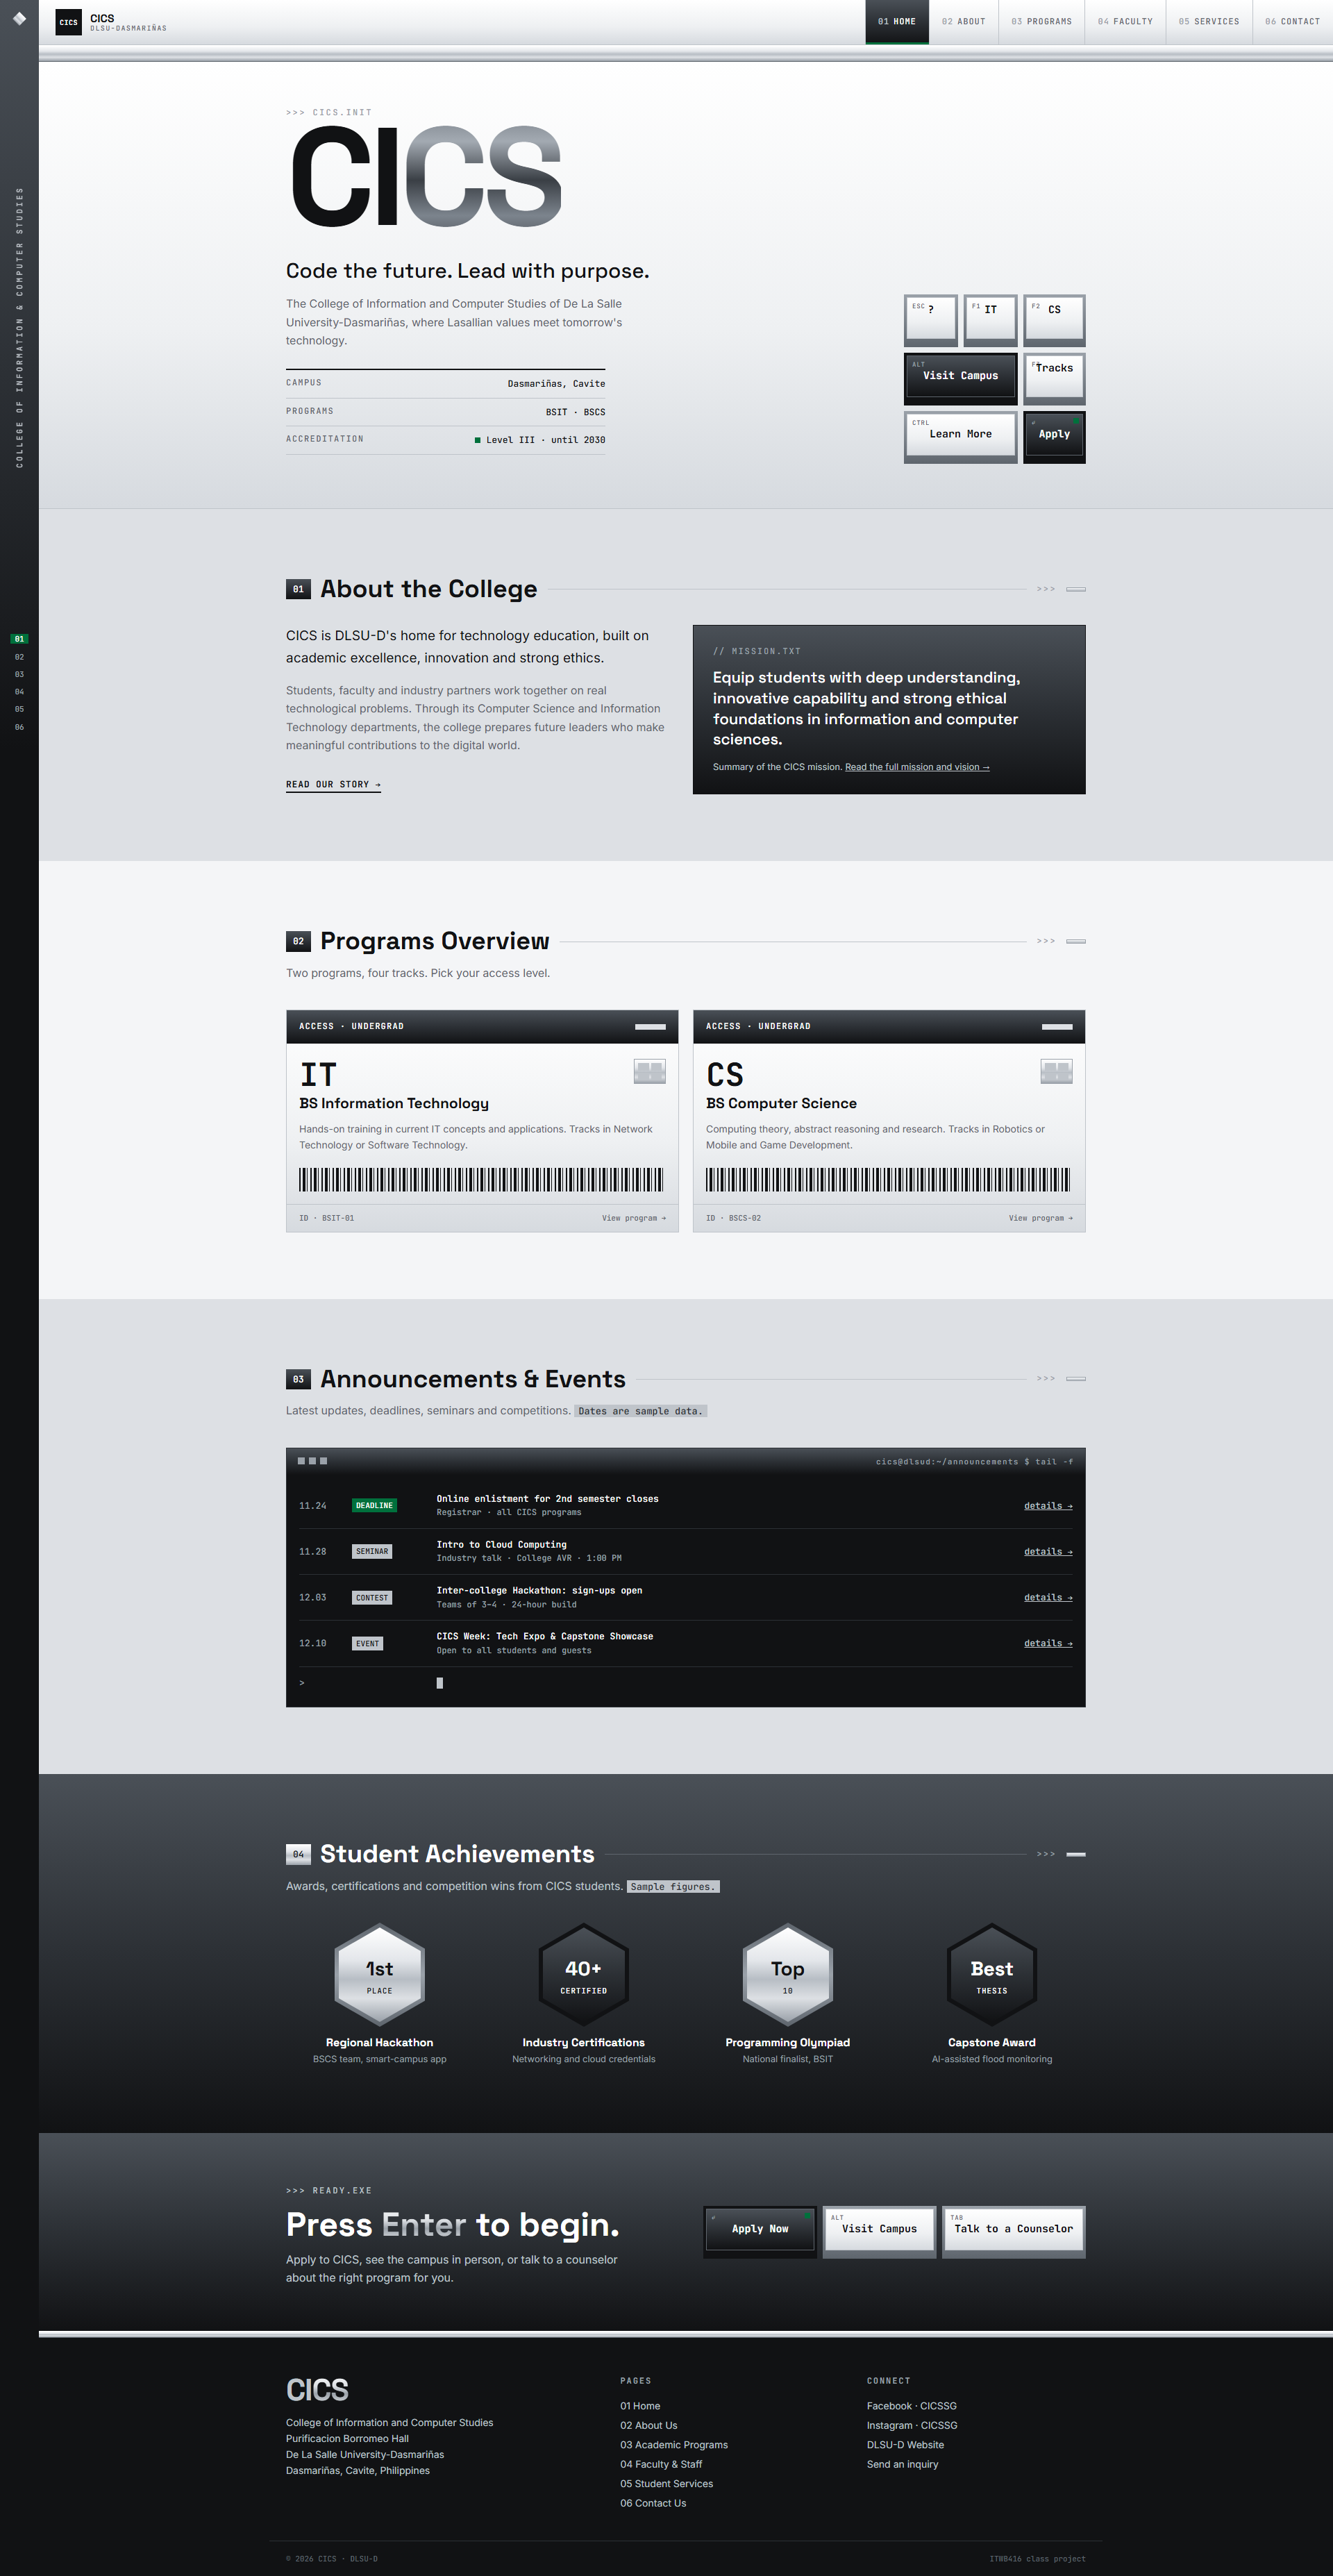 CICS
CICS
DLSU-DASMARIÑAS
01 HOME
02 ABOUT
03 PROGRAMS
04 FACULTY
05 SERVICES
06 CONTACT
COLLEGE OF INFORMATION & COMPUTER STUDIES
01
02
03
04
05
06
>>> CICS.INIT
CICS
Code the future. Lead with purpose.
The College of Information and Computer Studies of De La Salle
University-Dasmariñas, where Lasallian values meet tomorrow's
technology.
CAMPUS Dasmariñas, Cavite
PROGRAMS BSIT · BSCS
ACCREDITATION Level III · until 2030
ESC ?
F1 IT
F2 CS
ALT
Visit Campus
Tracks
CTRL
Learn More
Apply
01 About the College >>>
CICS is DLSU-D's home for technology education, built on
academic excellence, innovation and strong ethics.
Students, faculty and industry partners work together on real
technological problems. Through its Computer Science and Information
Technology departments, the college prepares future leaders who make
meaningful contributions to the digital world.
READ OUR STORY →
// MISSION.TXT
Equip students with deep understanding,
innovative capability and strong ethical
foundations in information and computer
sciences.
Summary of the CICS mission. Read the full mission and vision →
02 Programs Overview >>>
Two programs, four tracks. Pick your access level.
ACCESS · UNDERGRAD
IT
BS Information Technology
Hands-on training in current IT concepts and applications. Tracks in Network
Technology or Software Technology.
ID · BSIT-01 View program →
ACCESS · UNDERGRAD
CS
BS Computer Science
Computing theory, abstract reasoning and research. Tracks in Robotics or
Mobile and Game Development.
ID · BSCS-02 View program →
03 Announcements & Events >>>
Latest updates, deadlines, seminars and competitions. Dates are sample data.
cics@dlsud:~/announcements $ tail -f
11.24 DEADLINE Online enlistment for 2nd semester closes details →
Registrar · all CICS programs
11.28 SEMINAR Intro to Cloud Computing details →
Industry talk · College AVR · 1:00 PM
12.03 CONTEST Inter-college Hackathon: sign-ups open details →
Teams of 3–4 · 24-hour build
12.10 EVENT CICS Week: Tech Expo & Capstone Showcase details →
Open to all students and guests
>
04 Student Achievements >>>
Awards, certifications and competition wins from CICS students. Sample figures.
1st
PLACE
Regional Hackathon
BSCS team, smart-campus app
40+
CERTIFIED
Industry Certifications
Networking and cloud credentials
Top
10
Programming Olympiad
National finalist, BSIT
Best
THESIS
Capstone Award
AI-assisted flood monitoring
>>> READY.EXE
Press Enter to begin.
Apply to CICS, see the campus in person, or talk to a counselor
about the right program for you.
Apply Now
ALT
Visit Campus
TAB
Talk to a Counselor
CICS
College of Information and Computer Studies
Purificacion Borromeo Hall
De La Salle University-Dasmariñas
Dasmariñas, Cavite, Philippines
PAGES
01 Home
02 About Us
03 Academic Programs
04 Faculty & Staff
05 Student Services
06 Contact Us
CONNECT
Facebook · CICSSG
Instagram · CICSSG
DLSU-D Website
Send an inquiry
© 2026 CICS · DLSU-D
ITWB416 class project